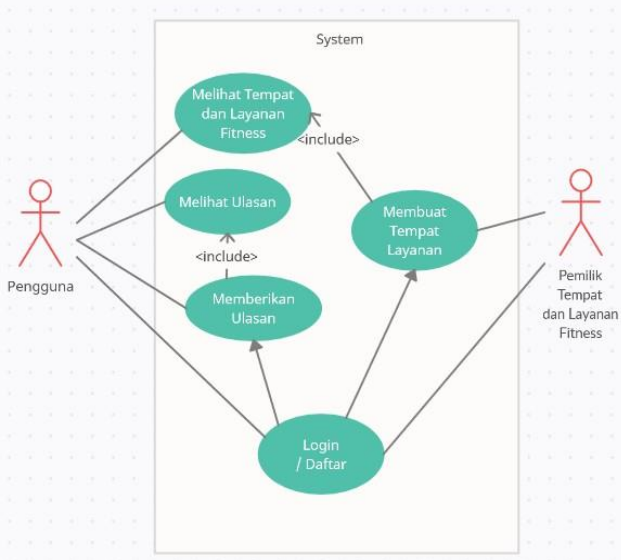 System
Melihat Tempat
dan Layanan
Fitness
<include>
Melihat Ulasan
Membuat
Tempat
Layanan
<include>
Memberikan
Ulasan
Pengguna
Pemilik
Tempat
dan Layanan
Fitness
Login
/ Daftar